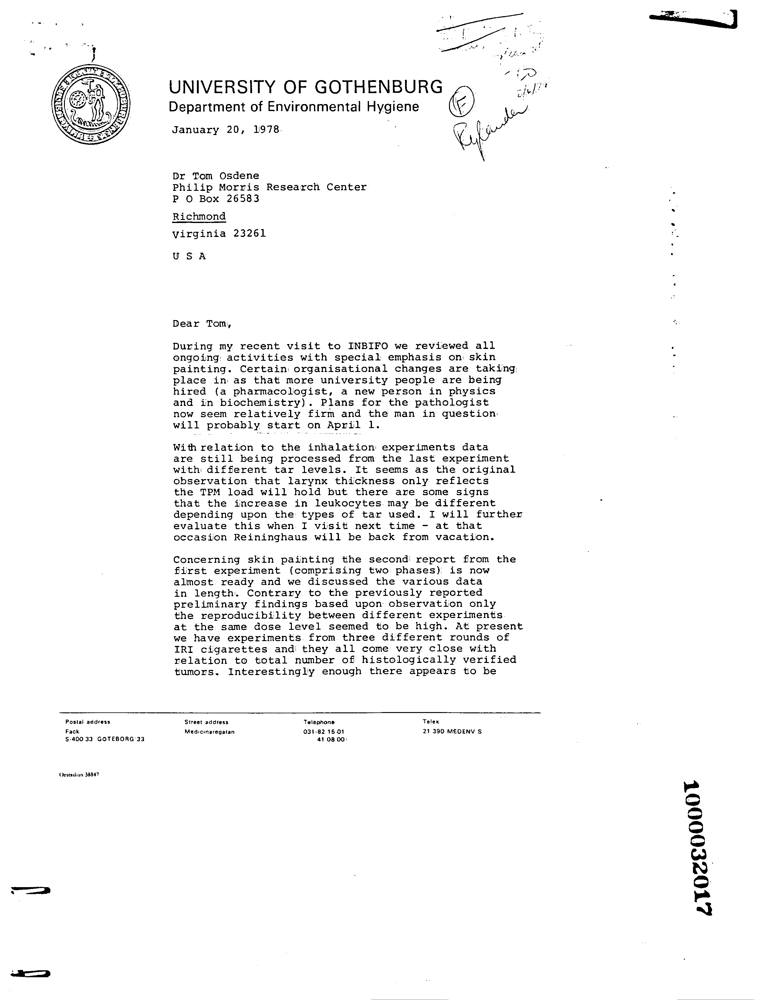 UNIVERSITY OF GOTHENBURG
Department of Environmental Hygiene
January 20, 1978
F
Rylander
Dr Tom Osdene
Philip Morris Research Center
P O Box 26583
Richmond
Virginia 23261
U S A
Dear Tom,
During my recent visit to INBIFO we reviewed all
ongoing activities with special emphasis on skin
painting. Certain organisational changes are taking
place in as that more university people are being
hired (a pharmacologist, a new person in physics
and in biochemistry). Plans for the pathologist
now seem relatively firm and the man in question
will probably start on April 1.
With relation to the inhalation experiments data
are still being processed from the last experiment
with different tar levels. It seems as the original
observation that larynx thickness only reflects
the TPM load will hold but there are some signs
that the increase in leukocytes may be different
depending upon the types of tar used. I will further
evaluate this when I visit next time - at that
occasion Reininghaus will be back from vacation.
Concerning skin painting the second report from the
first experiment (comprising two phases) is now
almost ready and we discussed the various data
in length. Contrary to the previously reported
preliminary findings based upon observation only
the reproducibility between different experiments
at the same dose level seemed to be high. At present
we have experiments from three different rounds of
IRI cigarettes and they all come very close with
relation to total number of histologically verified
tumors. Interestingly enough there appears to be
Postal address Street address Telephone Telex
Fack Medicinaregatan 031-82 15 01 21 390 MEDENV S
S-400 33 GOTEBORG 33 41 08 00
1000032017